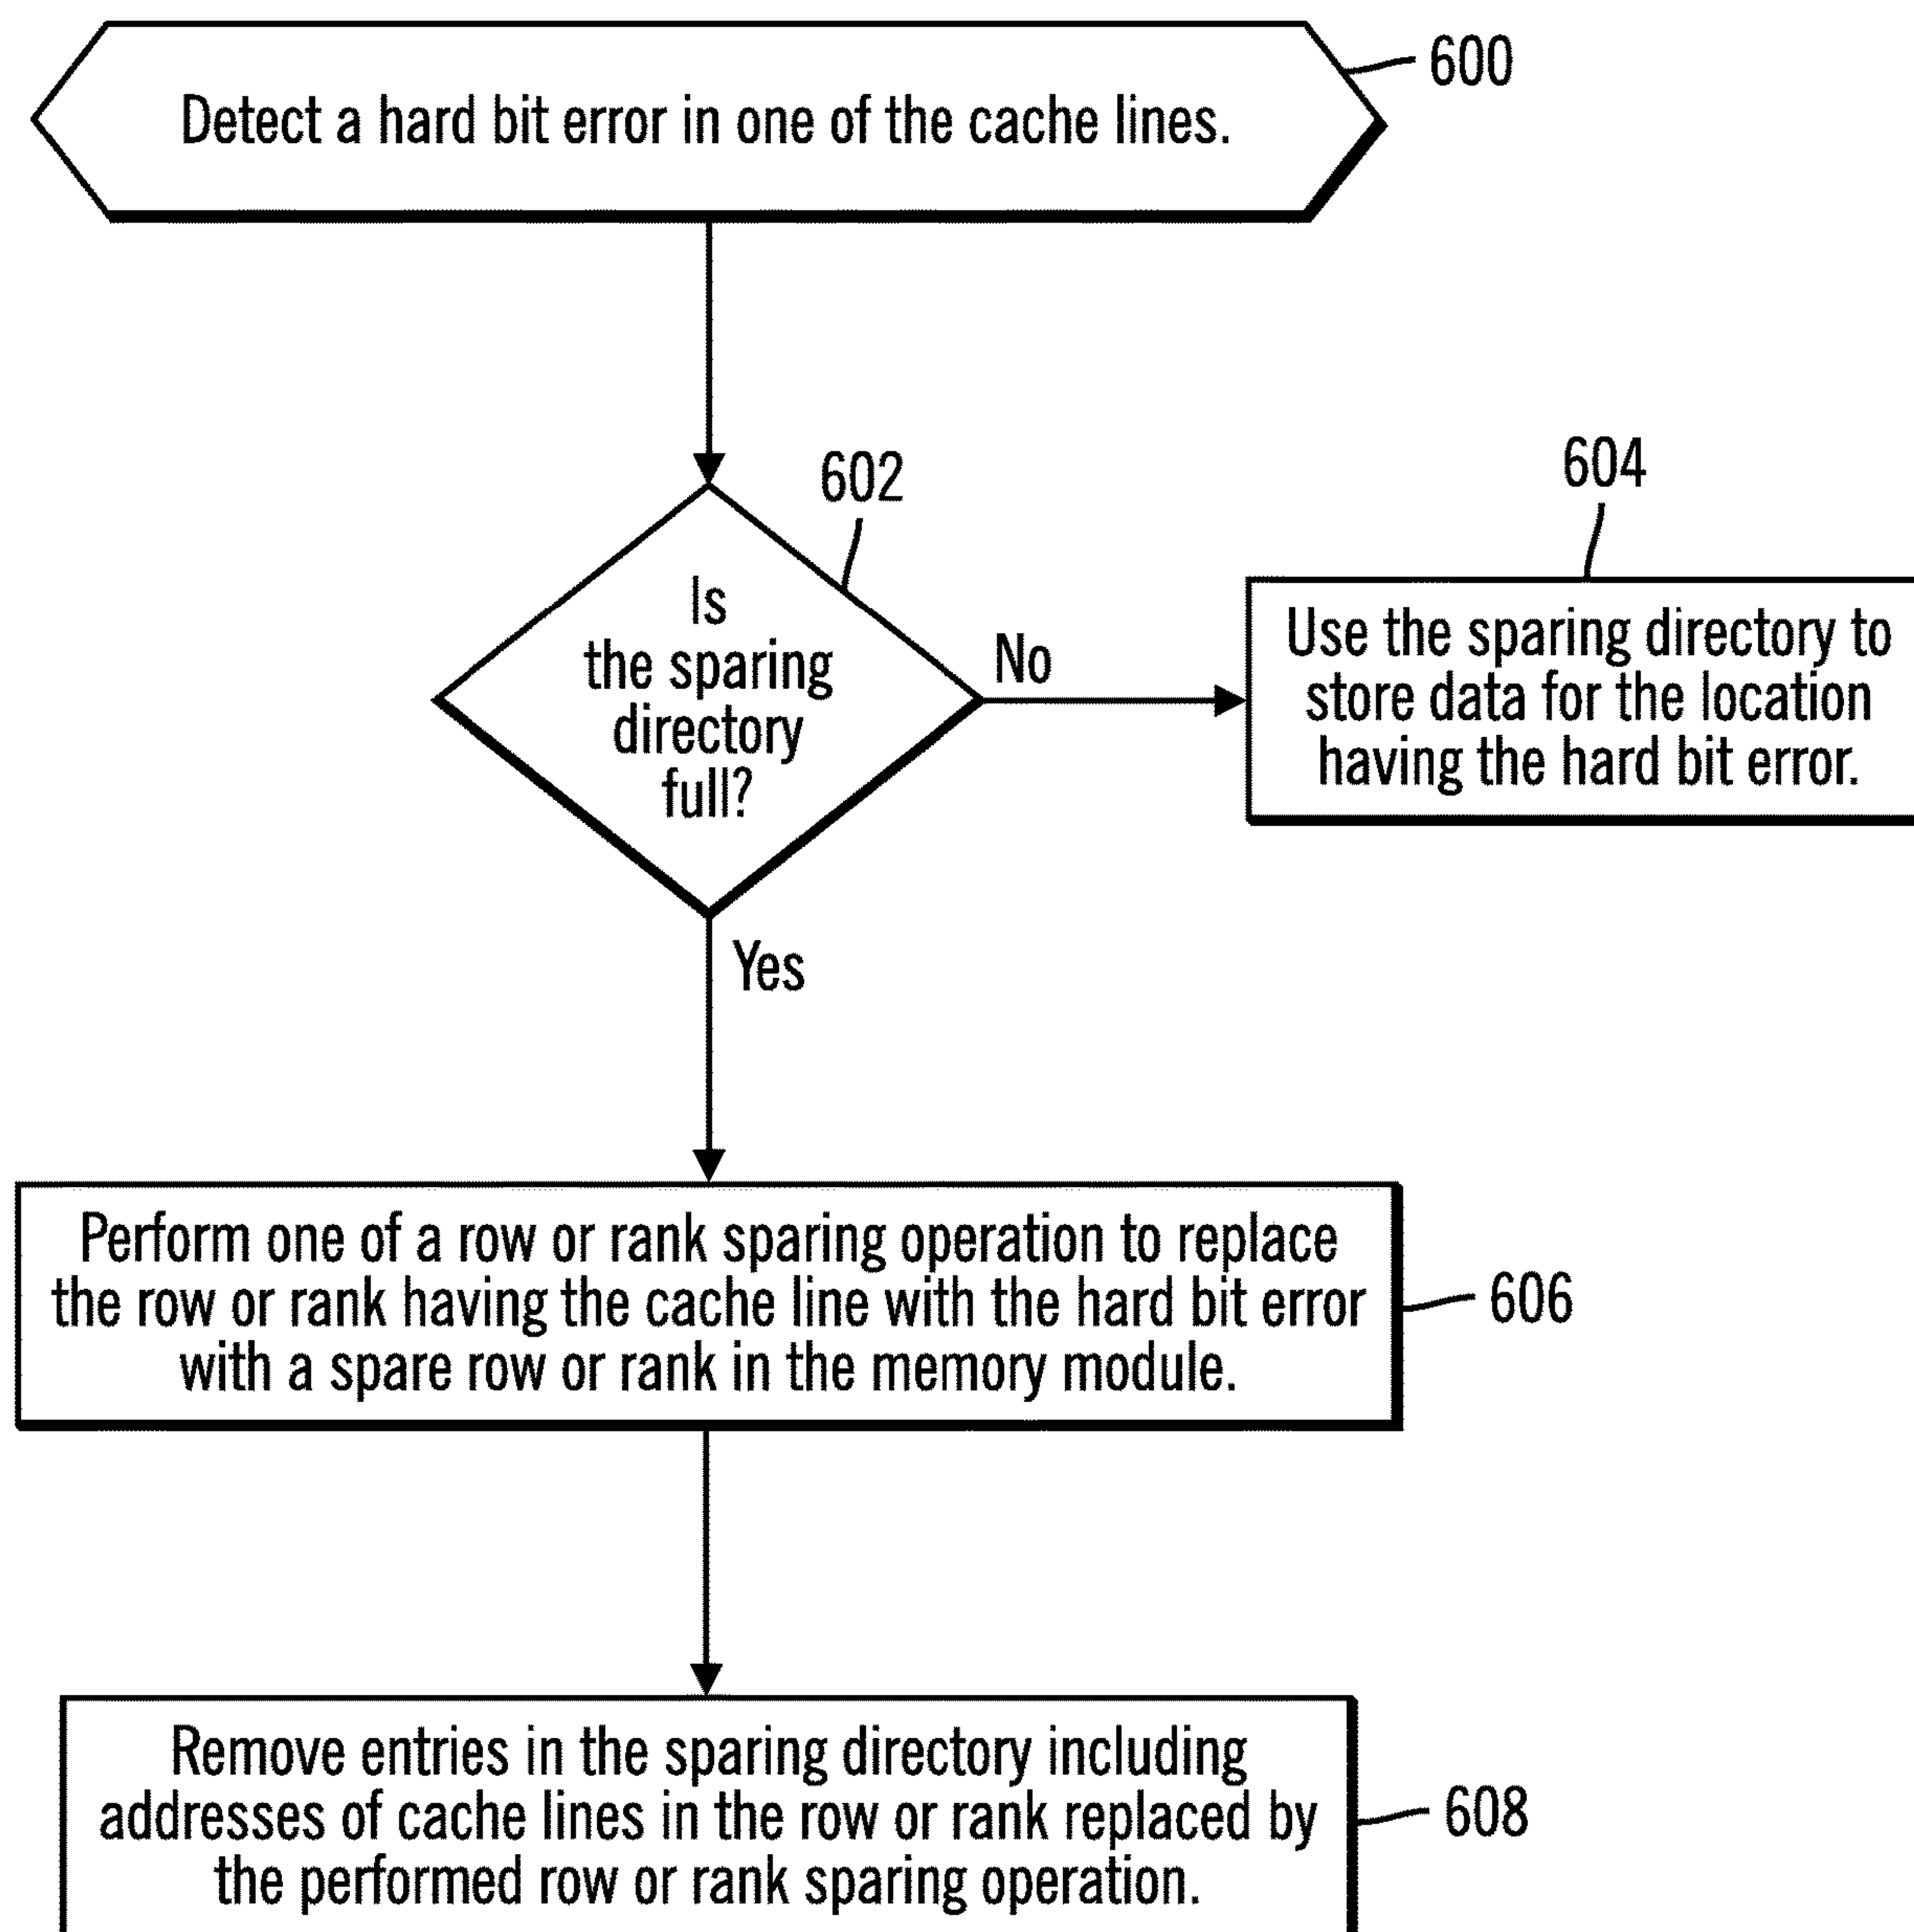 Detect a hard bit error in one of the cache lines.
600
602
Is
the sparing
directory
full?
No
604
Use the sparing directory to
store data for the location
having the hard bit error.
Yes
Perform one of a row or rank sparing operation to replace
the row or rank having the cache line with the hard bit error
with a spare row or rank in the memory module.
606
Remove entries in the sparing directory including
addresses of cache lines in the row or rank replaced by
the performed row or rank sparing operation.
608